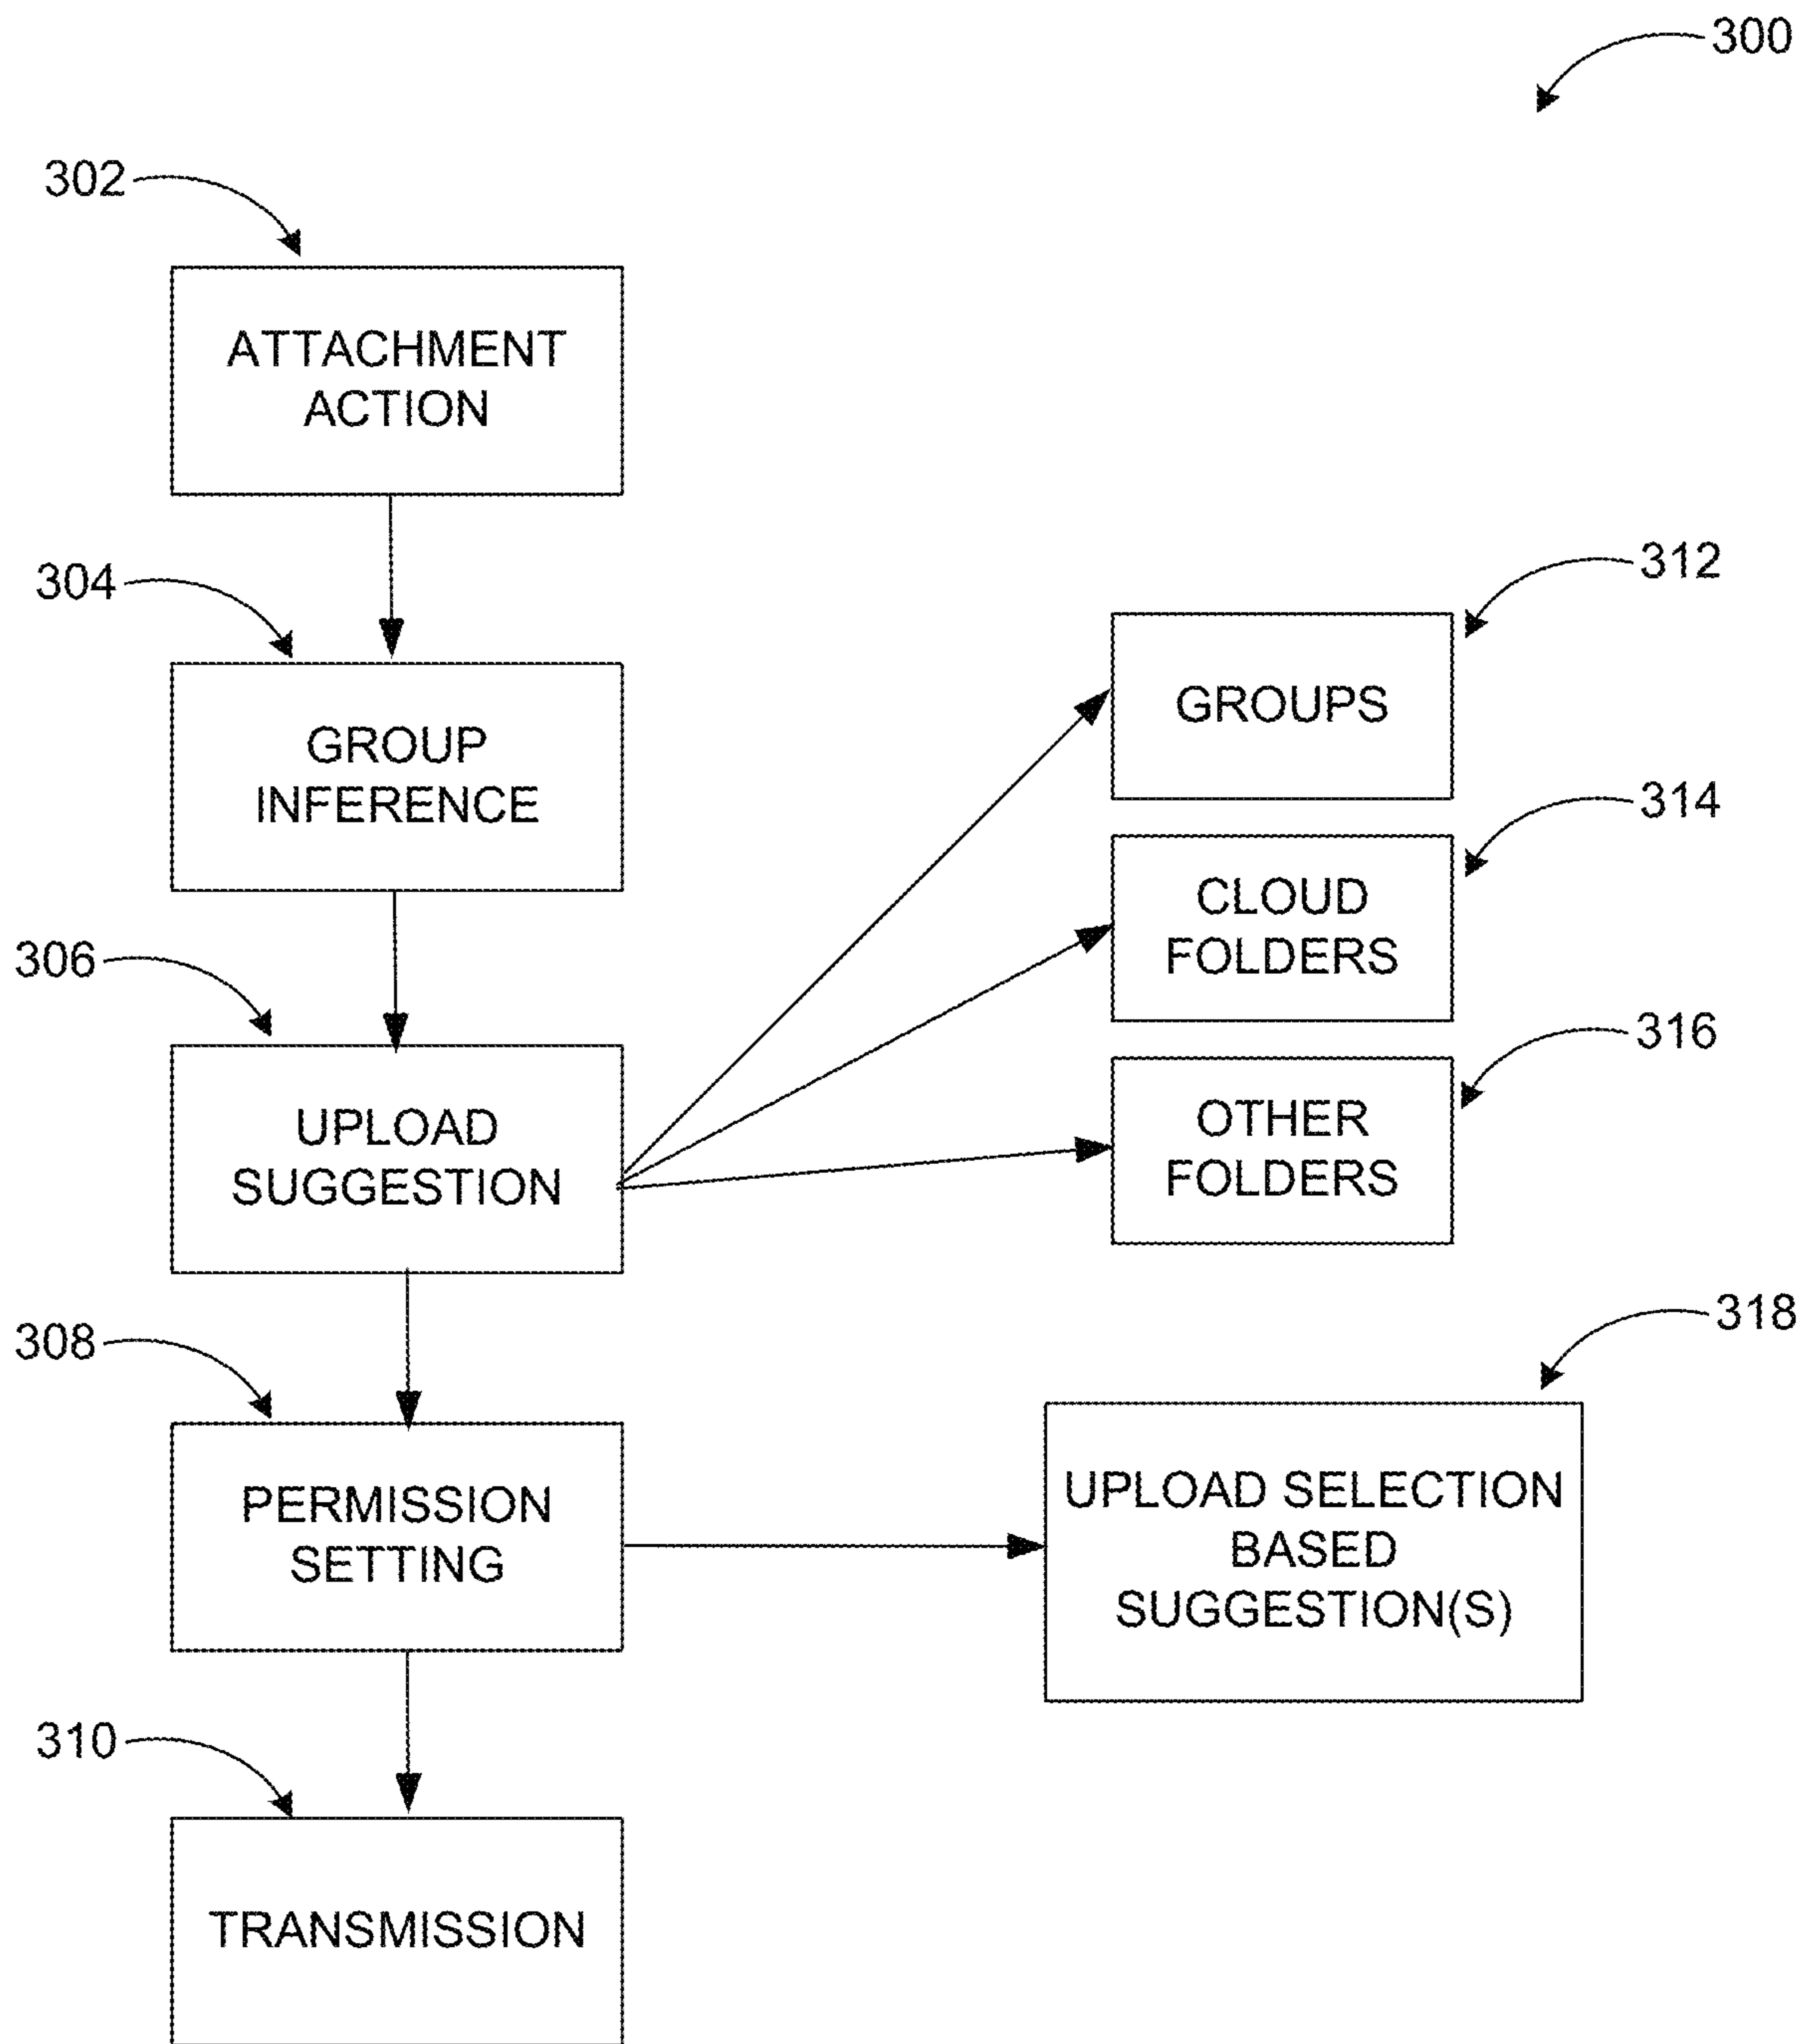 300
302
ATTACHMENT
ACTION
304
GROUP
INFERENCE
312
GROUPS
314
CLOUD
FOLDERS
306
UPLOAD
SUGGESTION
316
OTHER
FOLDERS
308
PERMISSION
SETTING
318
UPLOAD SELECTION
BASED
SUGGESTION(S)
310
TRANSMISSION